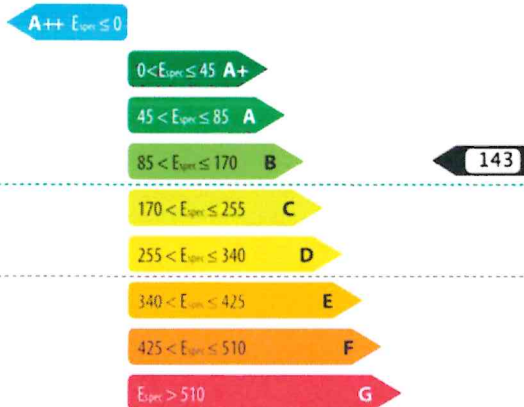 A++ Espec ≤ 0
0 < Espec ≤ 45 A+
45 < Espec ≤ 85 A
85 < Espec ≤ 170 B
143
170 < Espec ≤ 255 C
255 < Espec ≤ 340 D
340 < Espec ≤ 425 E
425 < Espec ≤ 510 F
Espec > 510 G